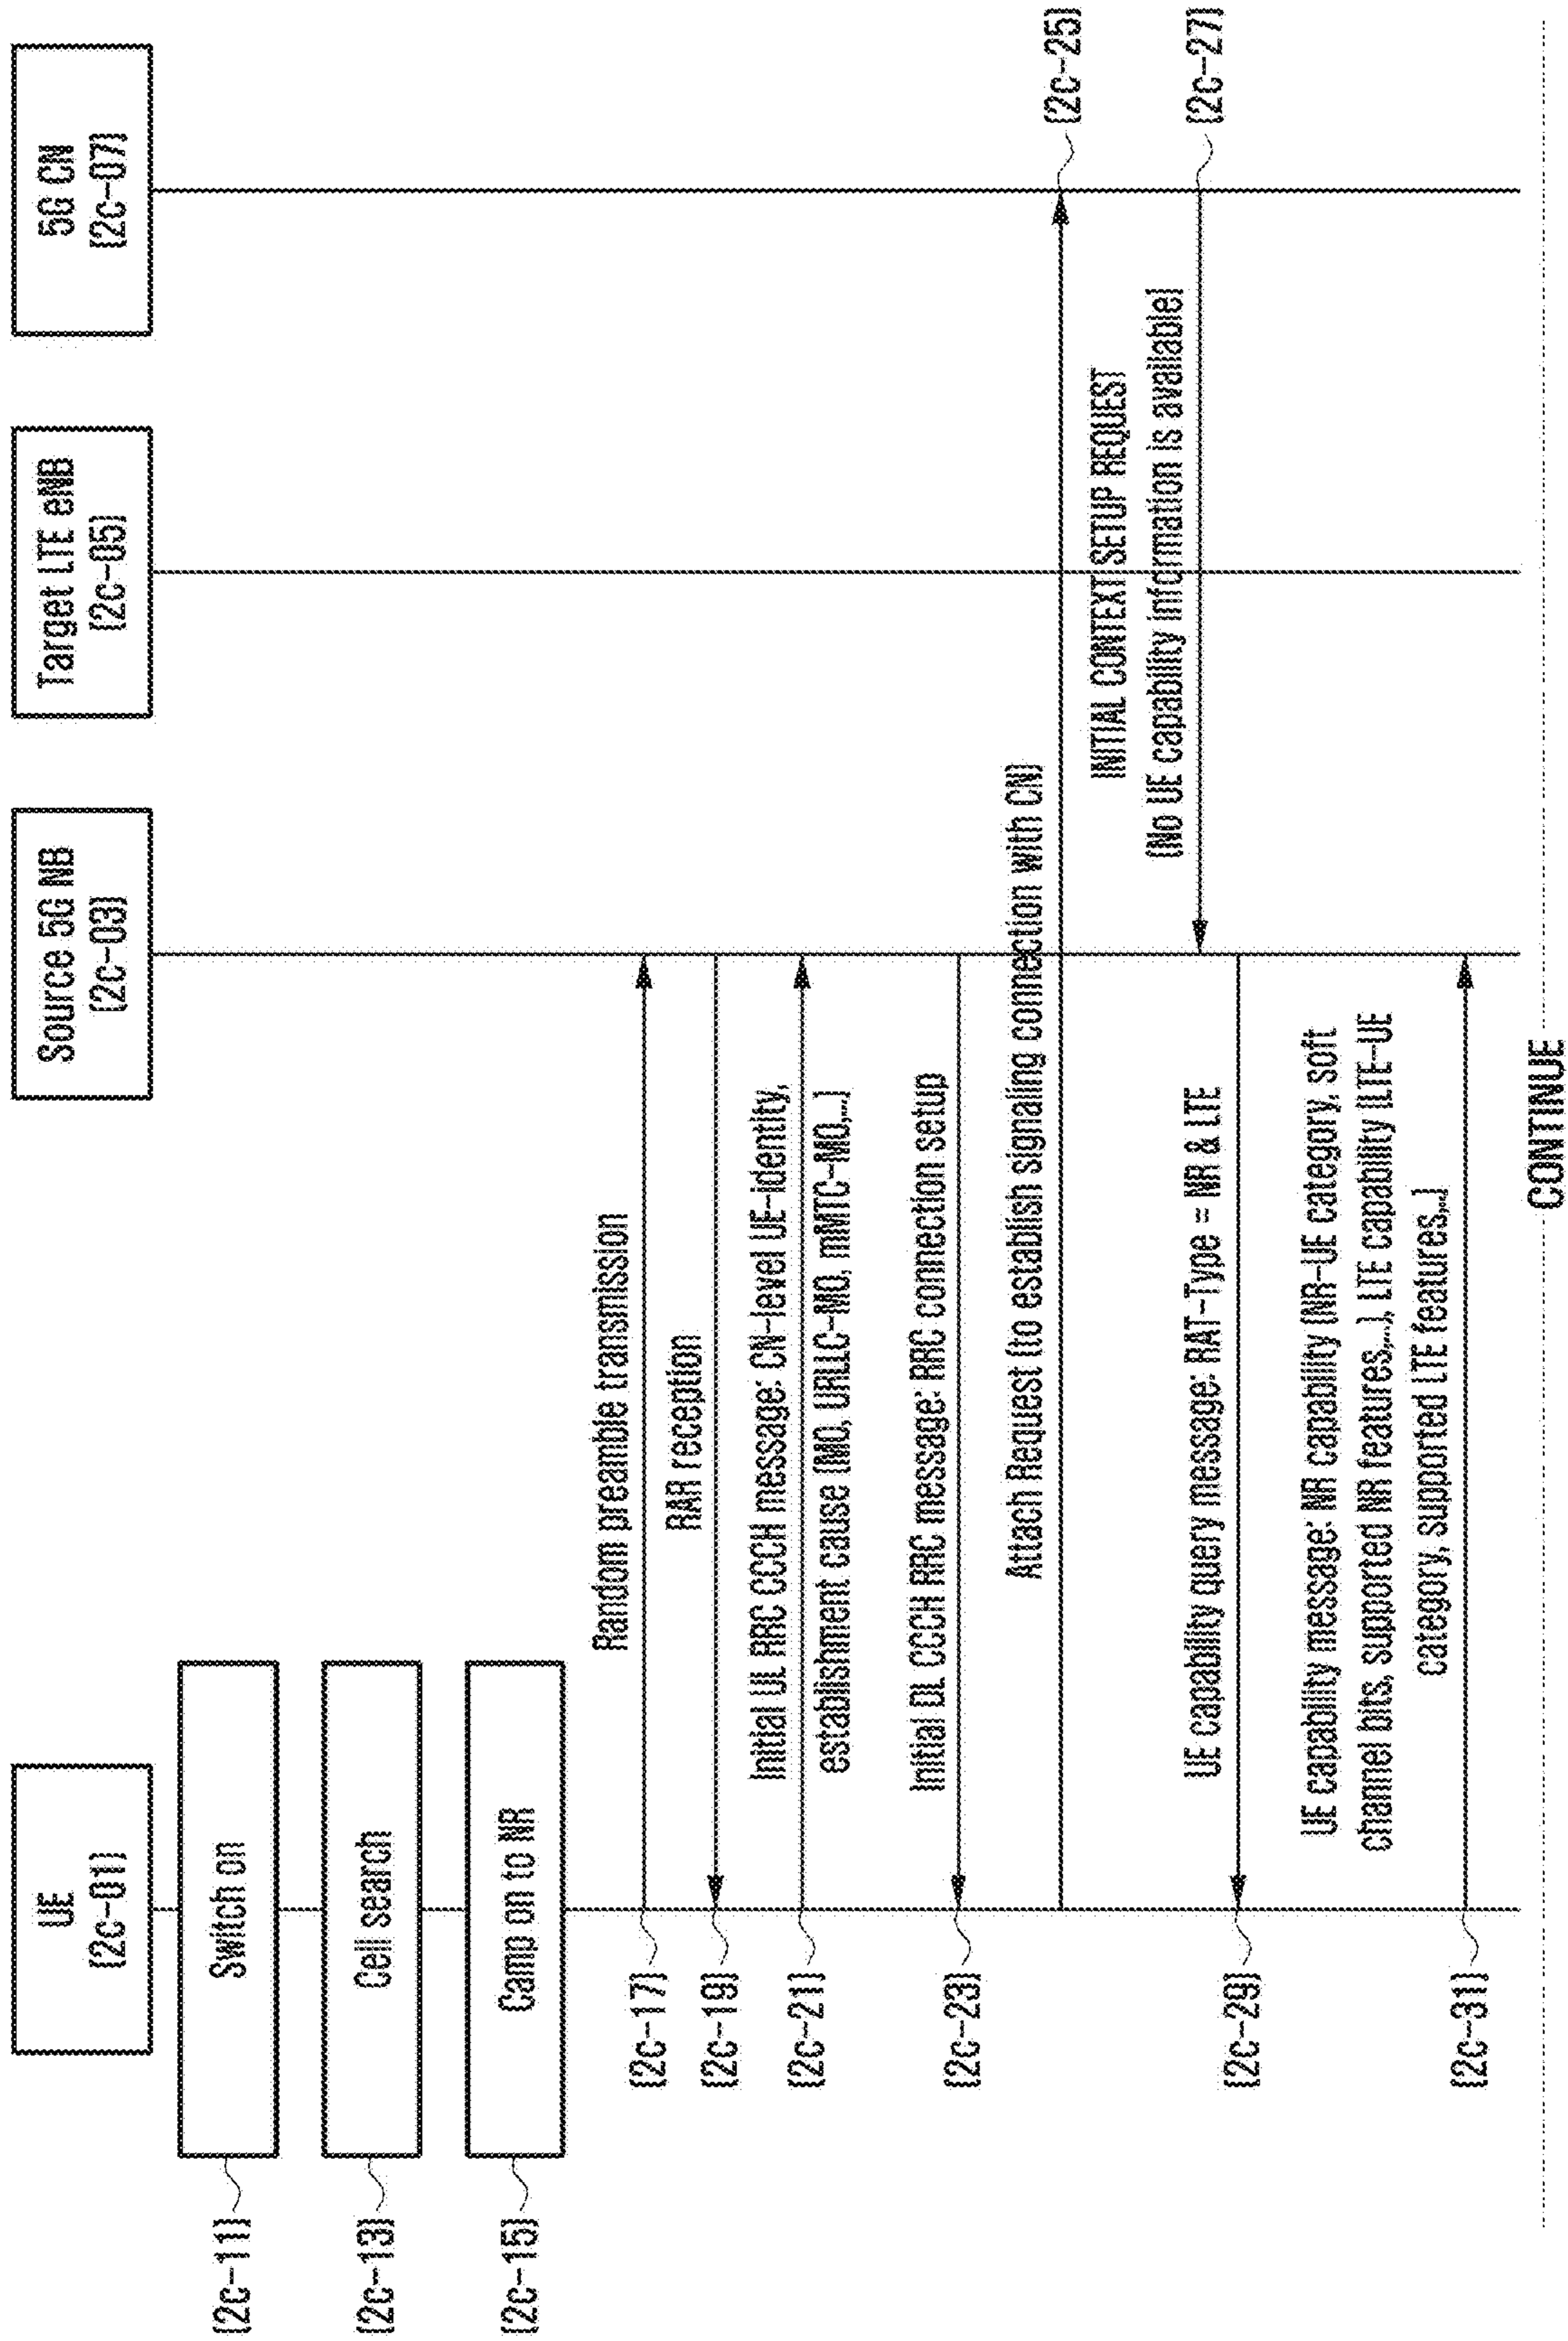 UE
[2c-01]
Source 5G NB
[2c-03]
Target LTE eNB
[2c-05]
5G CN
[2c-07]
[2c-11]
Switch on
[2c-13]
Cell search
[2c-15]
Camp on to NR
Random preamble transmission
[2c-17]
RAR reception
[2c-19]
Initial UL RRC CCCH message: CN-level UE-identity,
establishment cause (MO, URLLC-MO, mMTC-MO,...)
[2c-21]
Initial DL CCCH RRC message: RRC connection setup
[2c-23]
Attach Request (to establish signaling connection with CN)
[2c-25]
INITIAL CONTEXT SETUP REQUEST
(No UE capability information is available)
[2c-27]
UE capability query message: RAT-Type = NR & LTE
[2c-29]
UE capability message: NR capability (NR-UE category, soft
channel bits, supported NR features,...), LTE capability (LTE-UE
category, supported LTE features,...)
[2c-31]
CONTINUE